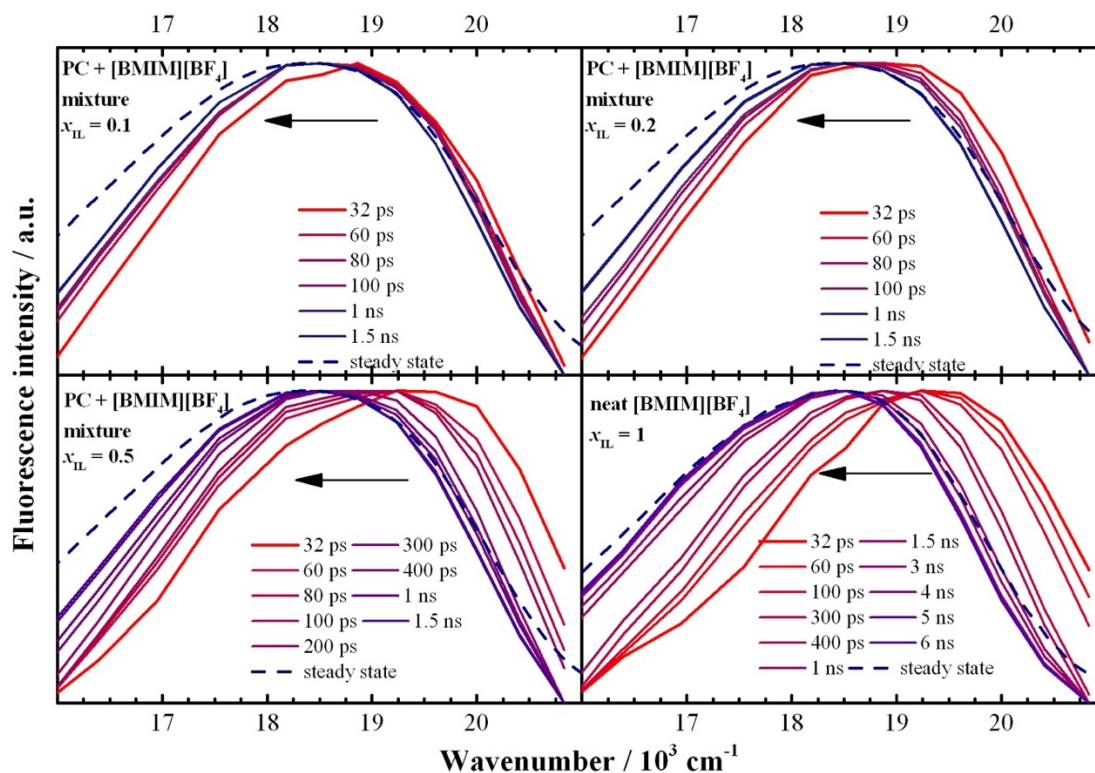 17 18 19 20 17 18 19 20
PC + [BMIM][BF4]
mixture
xIL = 0.1
32 ps
60 ps
80 ps
100 ps
1 ns
1.5 ns
steady state
PC + [BMIM][BF4]
mixture
xIL = 0.2
32 ps
60 ps
80 ps
100 ps
1 ns
1.5 ns
steady state
Fluorescence intensity / a.u.
PC + [BMIM][BF4]
mixture
xIL = 0.5
32 ps 300 ps
60 ps 400 ps
80 ps 1 ns
100 ps 1.5 ns
200 ps
steady state
neat [BMIM][BF4]
xIL = 1
32 ps 1.5 ns
60 ps 3 ns
100 ps 4 ns
300 ps 5 ns
400 ps 6 ns
1 ns steady state
17 18 19 20 17 18 19 20
Wavenumber / 10³ cm⁻¹